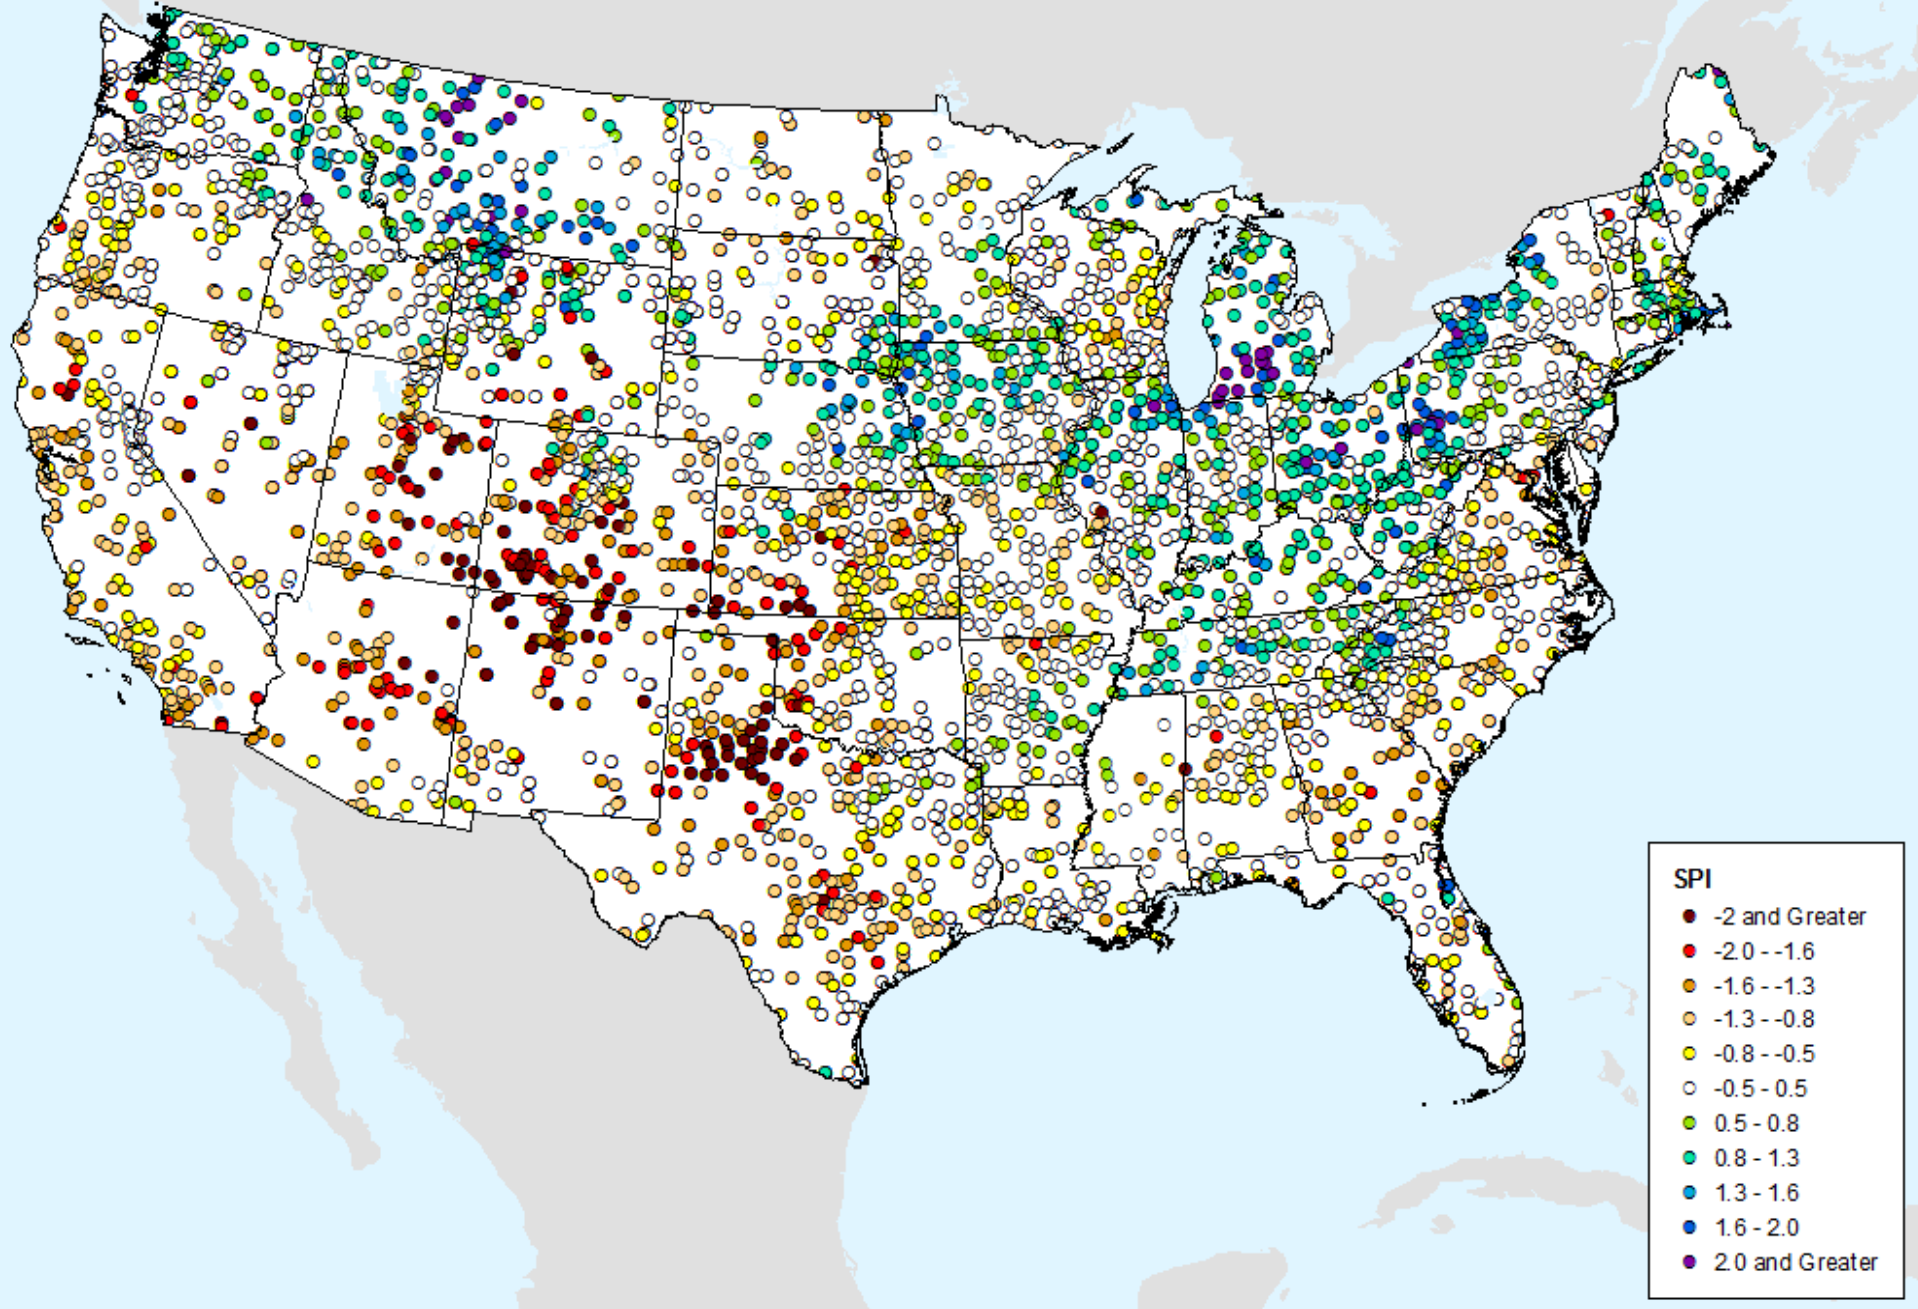 SPI
-2 and Greater
-2.0 - -1.6
-1.6 - -1.3
-1.3 - -0.8
-0.8 - -0.5
-0.5 - 0.5
0.5 - 0.8
0.8 - 1.3
1.3 - 1.6
1.6 - 2.0
2.0 and Greater